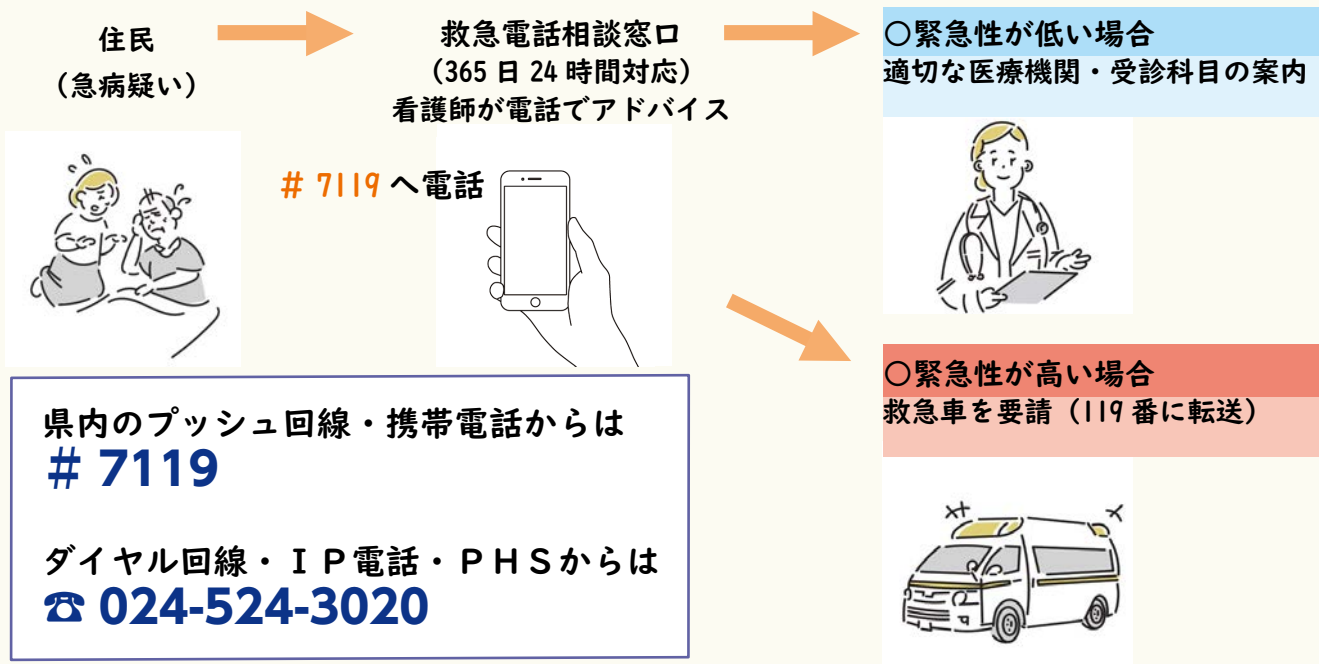 住民
（急病疑い）
救急電話相談窓口
（365日24時間対応）
看護師が電話でアドバイス
＃7119へ電話
○緊急性が低い場合
適切な医療機関・受診科目の案内
○緊急性が高い場合
救急車を要請（119番に転送）
県内のプッシュ回線・携帯電話からは
＃7119
ダイヤル回線・ＩＰ電話・ＰＨＳからは
☎ 024-524-3020